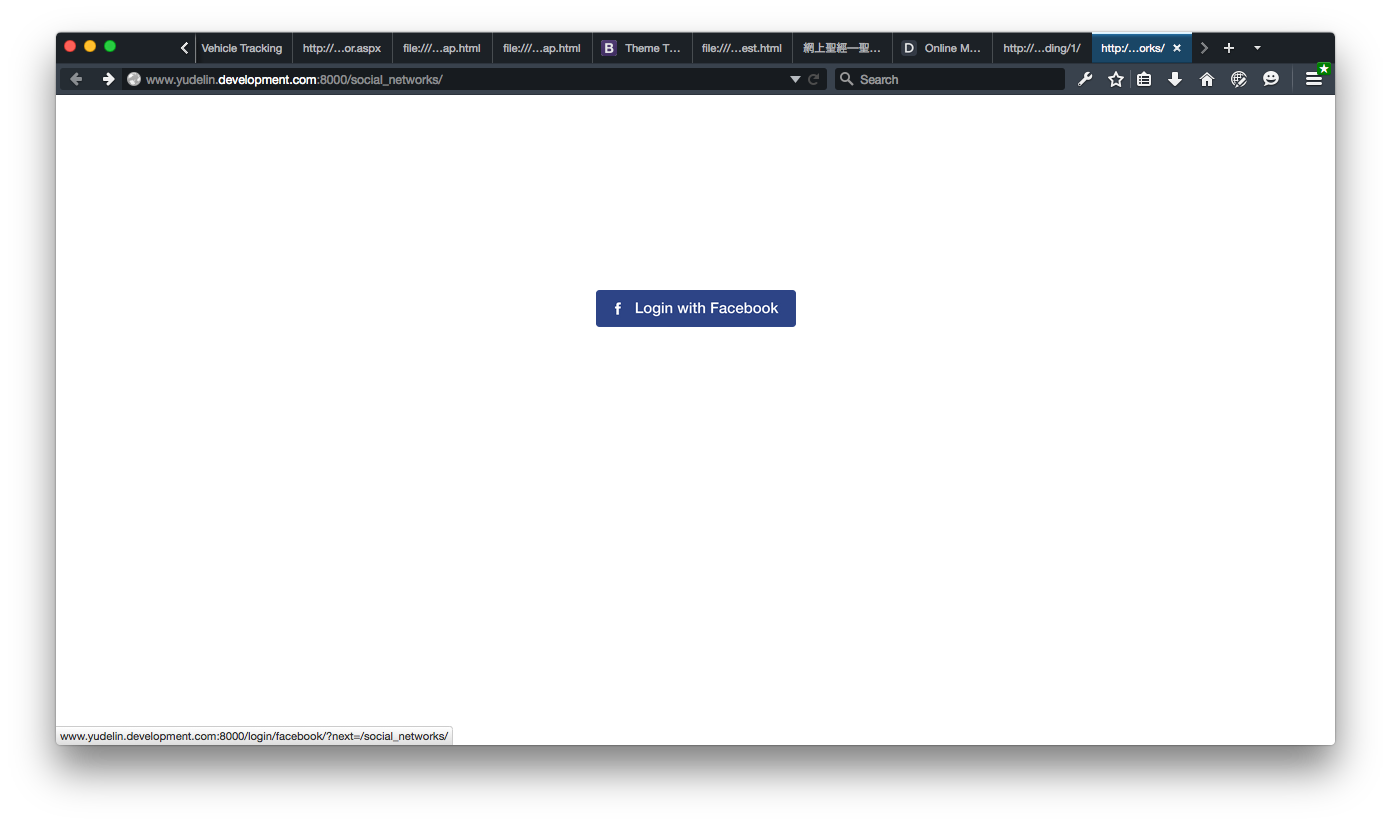 Vehicle Tracking
http://...or.aspx
file:///...ap.html
file:///...ap.html
B Theme T...
file:///...est.html
網上聖經—聖...
D Online M...
http://...ding/1/
http:/...orks/
www.yudelin.development.com:8000/social_networks/
Search
f Login with Facebook
www.yudelin.development.com:8000/login/facebook/?next=/social_networks/